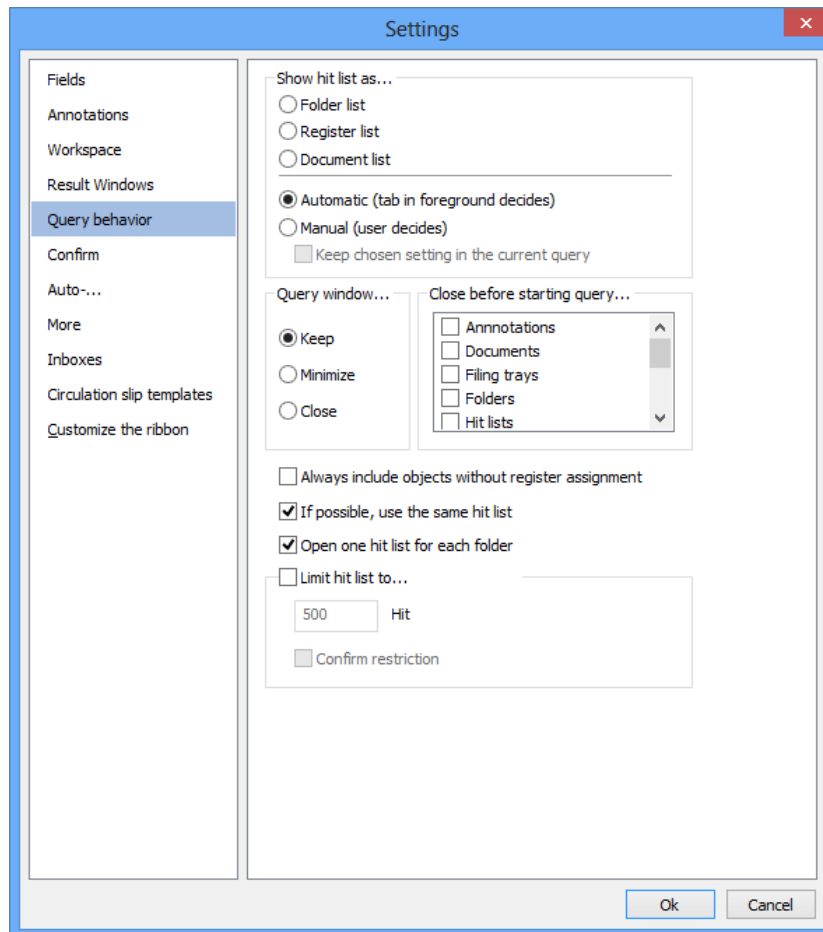 Settings
Fields
Annotations
Workspace
Result Windows
Query behavior
Confirm
Auto-...
More
Inboxes
Circulation slip templates
Customize the ribbon
Show hit list as...
Folder list
Register list
Document list
Automatic (tab in foreground decides)
Manual (user decides)
Keep chosen setting in the current query
Query window...
Keep
Minimize
Close
Close before starting query...
Annnotations
Documents
Filing trays
Folders
Hit lists
Always include objects without register assignment
If possible, use the same hit list
Open one hit list for each folder
Limit hit list to...
500 Hit
Confirm restriction
Ok Cancel